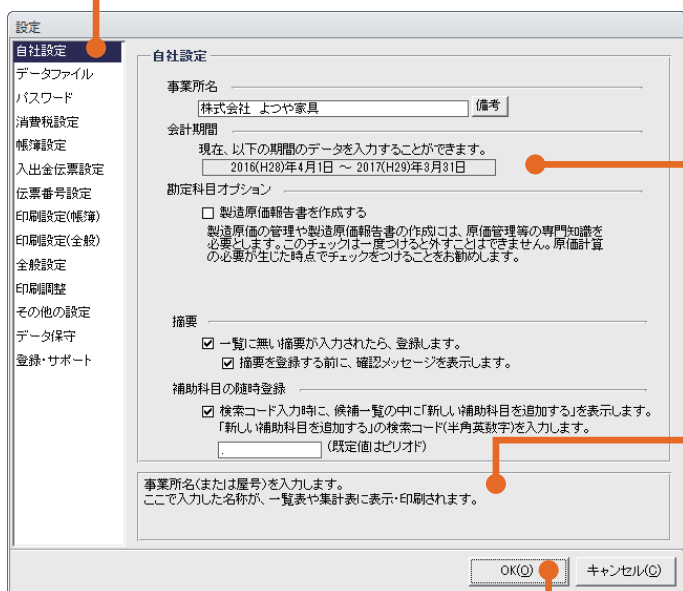 設定
自社設定
データファイル
パスワード
消費税設定
帳簿設定
入出金伝票設定
伝票番号設定
印刷設定(帳簿)
印刷設定(全般)
全般設定
印刷調整
その他の設定
データ保守
登録・サポート
自社設定
事業所名
株式会社 よつや家具 備考
会計期間
現在、以下の期間のデータを入力することができます。
2016(H28)年4月1日 ～ 2017(H29)年3月31日
勘定科目オプション
製造原価報告書を作成する
製造原価の管理や製造原価報告書の作成には、原価管理等の専門知識を
必要とします。このチェックは一度つけると外すことはできません。原価計算
の必要が生じた時点でチェックをつけることをお勧めします。
摘要
一覧に無い摘要が入力されたら、登録します。
摘要を登録する前に、確認メッセージを表示します。
補助科目の随時登録
検索コード入力時に、候補一覧の中に「新しい補助科目を追加する」を表示します。
「新しい補助科目を追加する」の検索コード(半角英数字)を入力します。
. (既定値はピリオド)
事業所名(または屋号)を入力します。
ここで入力した名称が、一覧表や集計表に表示・印刷されます。
OK(O) キャンセル(C)